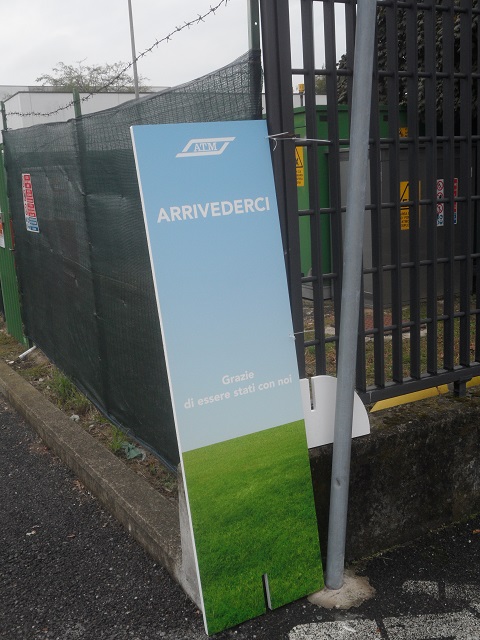 ATM
ARRIVEDERCI
Grazie
di essere stati con noi